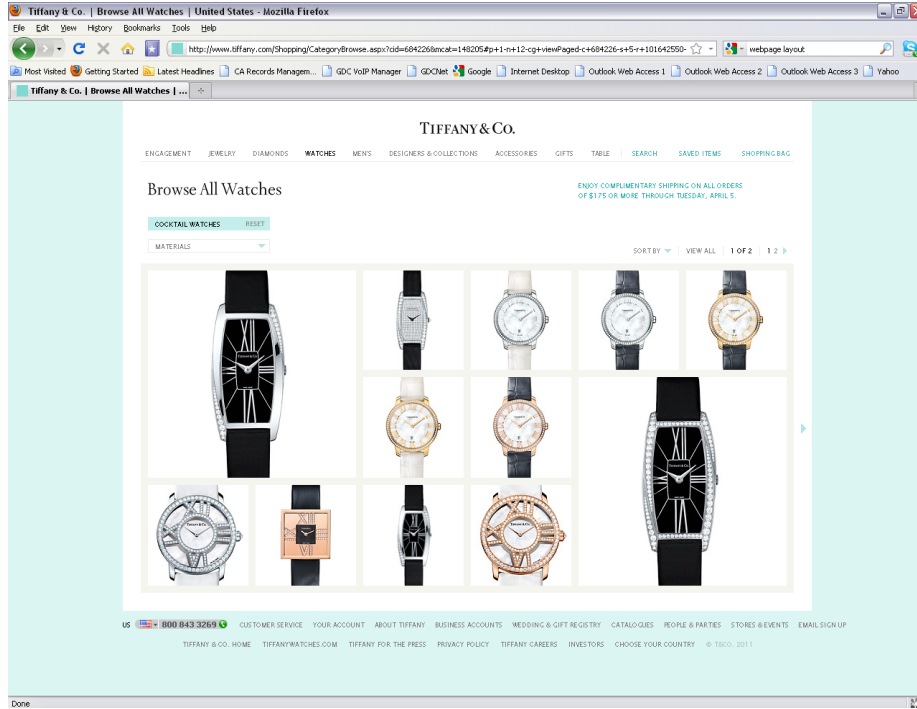 Tiffany & Co. | Browse All Watches | United States - Mozilla Firefox
File Edit View History Bookmarks Tools Help
http://www.tiffany.com/Shopping/CategoryBrowse.aspx?cid=684226&mcat=148205#p+1-n+12-cg+viewPaged-c+684226-s+5-r+101642550- webpage layout
Most Visited Getting Started Latest Headlines CA Records Managem... GDC VoIP Manager GDCNet Google Internet Desktop Outlook Web Access 1 Outlook Web Access 2 Outlook Web Access 3 Yahoo
Tiffany & Co. | Browse All Watches | ...
TIFFANY & CO.
ENGAGEMENT JEWELRY DIAMONDS WATCHES MEN'S DESIGNERS & COLLECTIONS ACCESSORIES GIFTS TABLE SEARCH SAVED ITEMS SHOPPING BAG
Browse All Watches
ENJOY COMPLIMENTARY SHIPPING ON ALL ORDERS
OF $175 OR MORE THROUGH TUESDAY, APRIL 5.
COCKTAIL WATCHES RESET
MATERIALS
SORT BY VIEW ALL 1 OF 2 1 2
US 800 843 3269 CUSTOMER SERVICE YOUR ACCOUNT ABOUT TIFFANY BUSINESS ACCOUNTS WEDDING & GIFT REGISTRY CATALOGUES PEOPLE & PARTIES STORES & EVENTS EMAIL SIGN UP
TIFFANY & CO. HOME TIFFANYWATCHES.COM TIFFANY FOR THE PRESS PRIVACY POLICY TIFFANY CAREERS INVESTORS CHOOSE YOUR COUNTRY © T&CO. 2011
Done